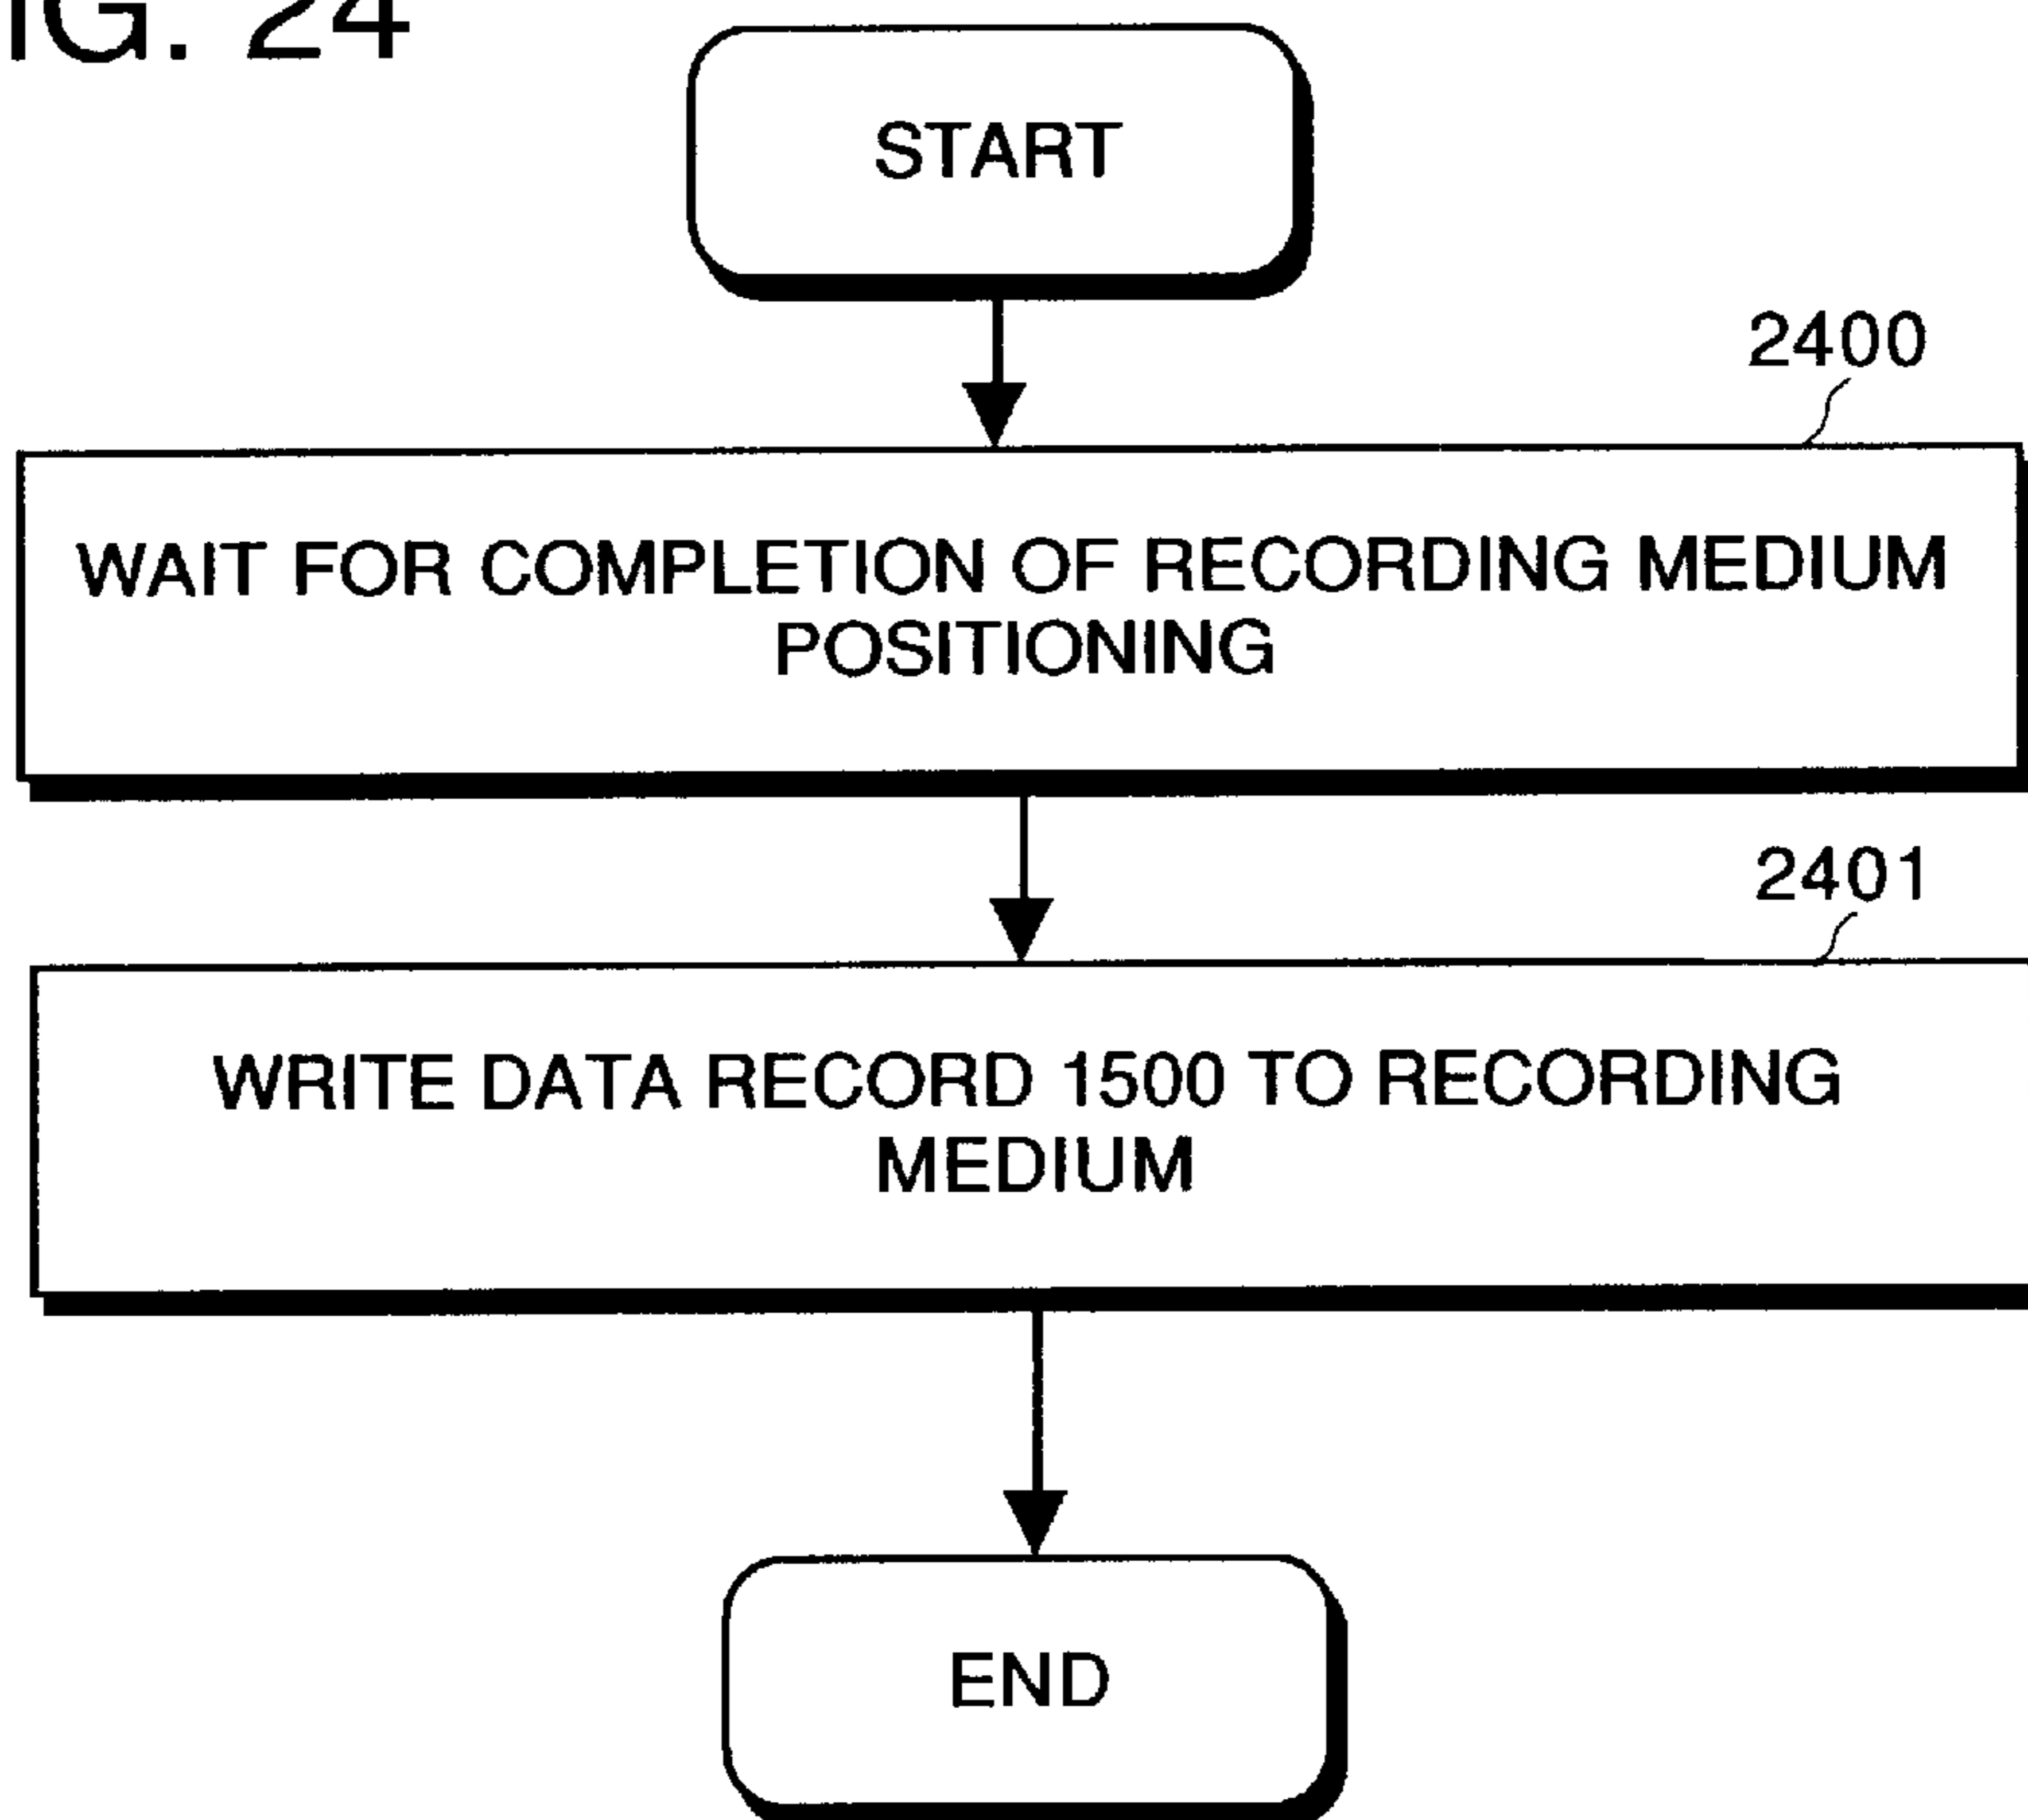 IG. 24
START
2400
WAIT FOR COMPLETION OF RECORDING MEDIUM
POSITIONING
2401
WRITE DATA RECORD 1500 TO RECORDING
MEDIUM
END